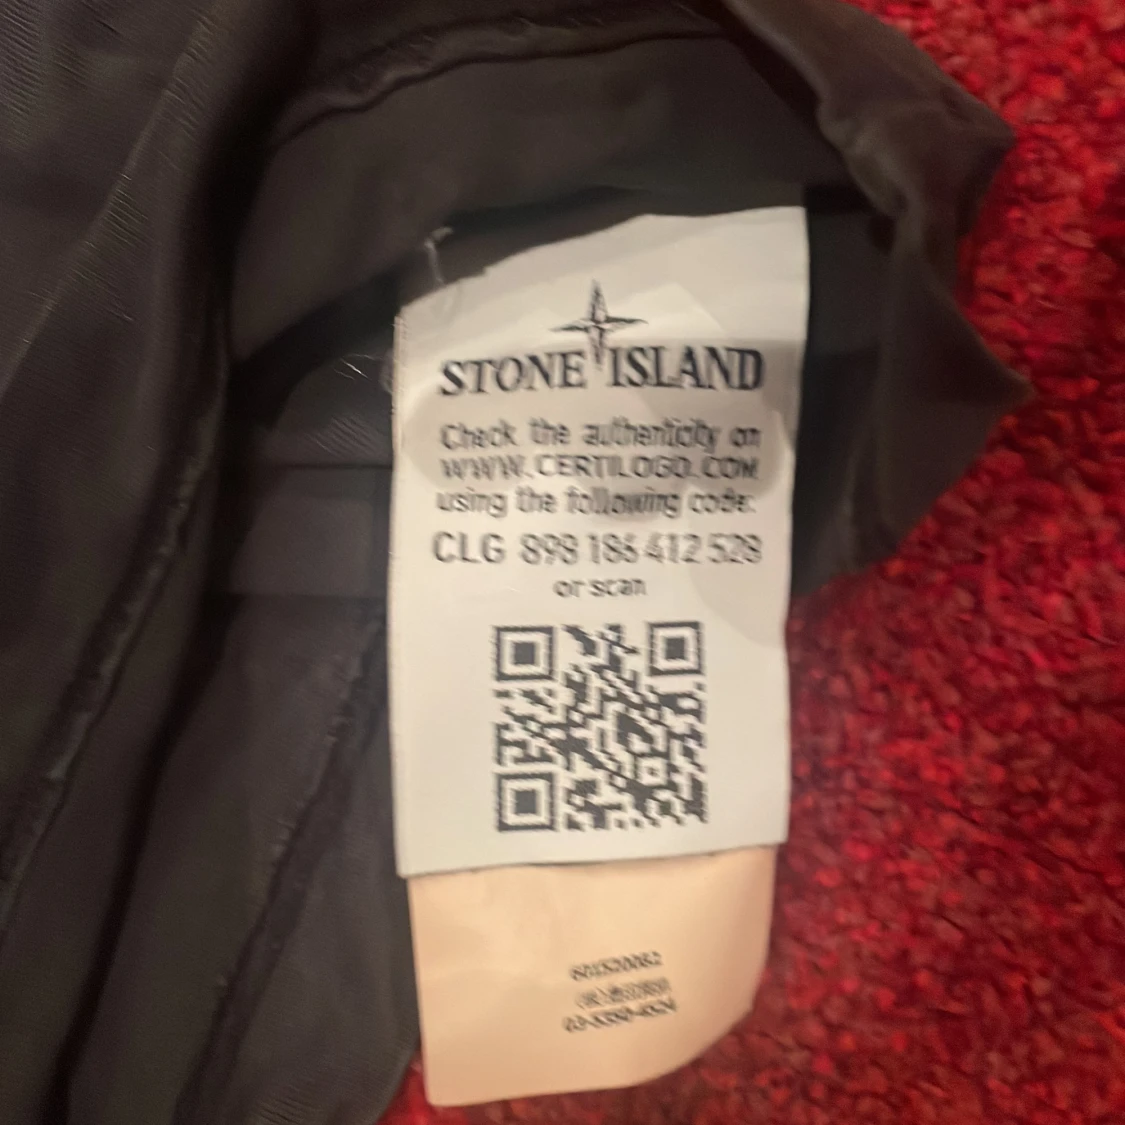 STONE ISLAND
Check the authenticity on
WWW.CERTILOGO.COM
using the following code:
CLG 898 186 412 528
or scan